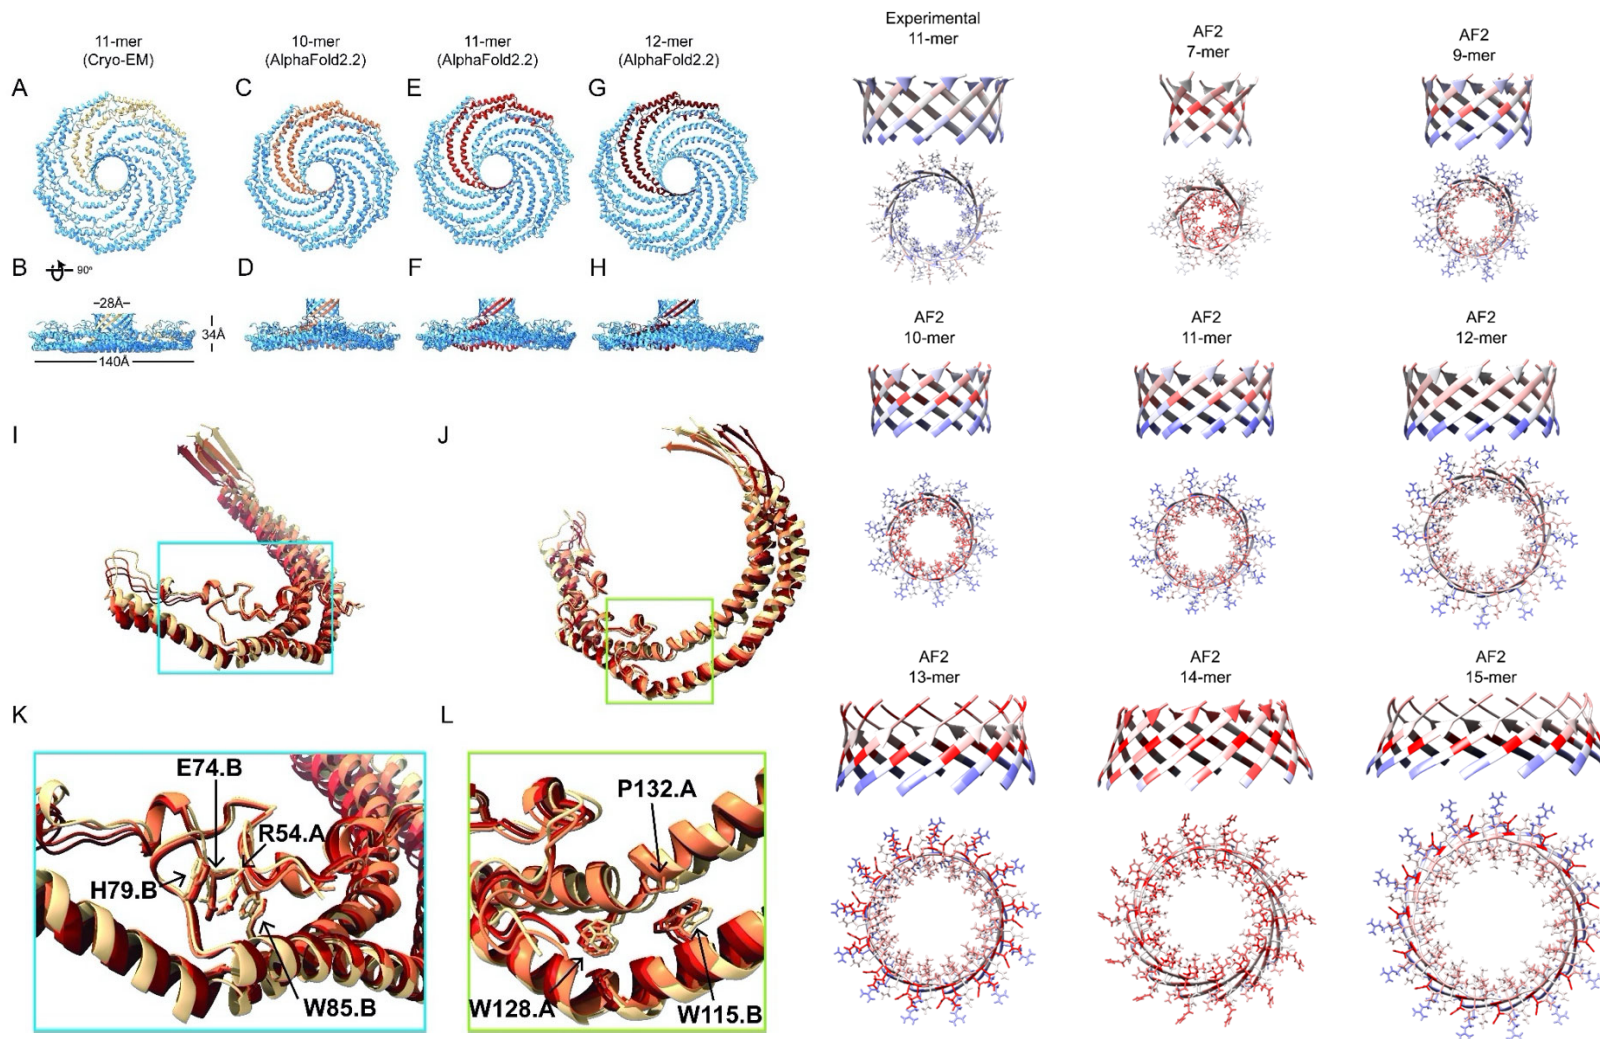 11-mer
(Cryo-EM)
10-mer
(AlphaFold2.2)
11-mer
(AlphaFold2.2)
12-mer
(AlphaFold2.2)
A
C
E
G
B
90°
D
F
H
28Å
34Å
140Å
I
J
K
E74.B
R54.A
H79.B
W85.B
L
P132.A
W128.A
W115.B
Experimental
11-mer
AF2
7-mer
AF2
9-mer
AF2
10-mer
AF2
11-mer
AF2
12-mer
AF2
13-mer
AF2
14-mer
AF2
15-mer